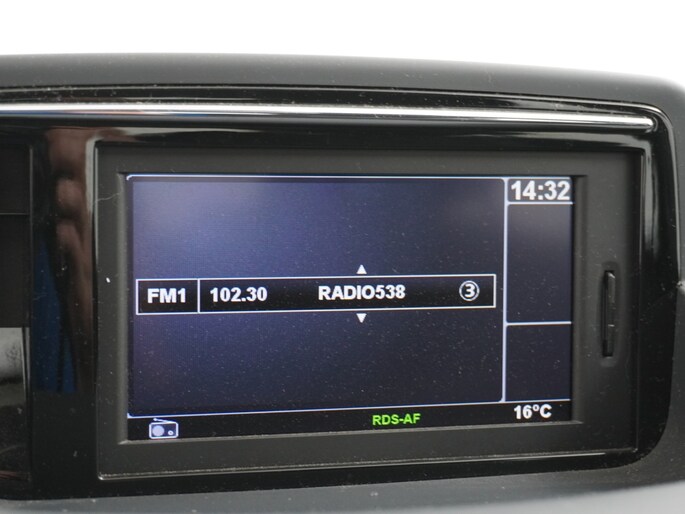 14:32
FM1 102.30 RADIO538 ③
RDS-AF 16°C